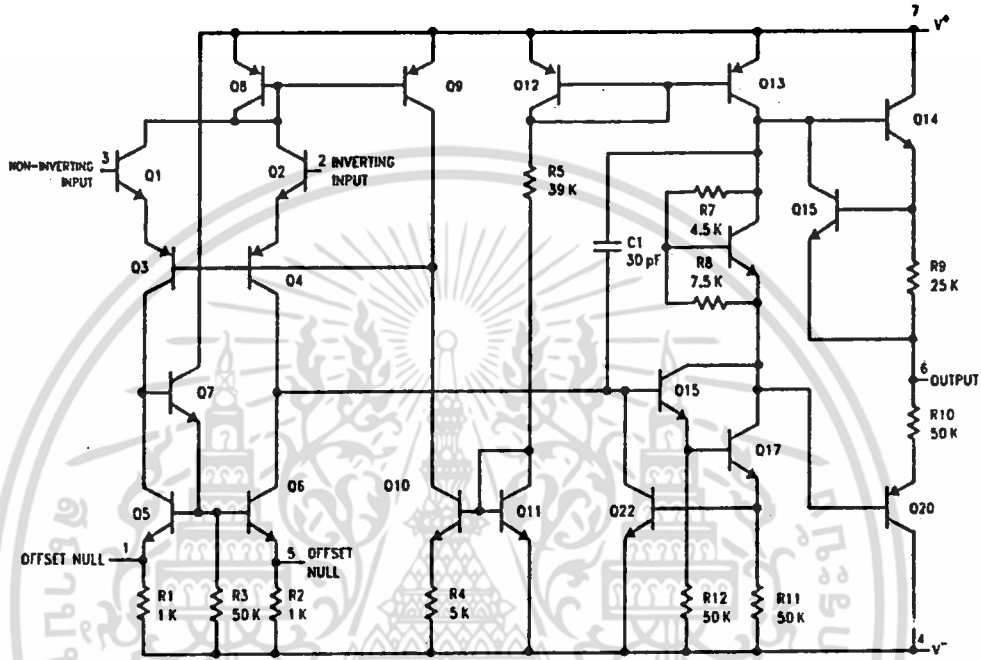 7
V+
Q8
Q9
Q12
Q13
Q14
3
NON-INVERTING
INPUT
Q1
Q2
2 INVERTING
INPUT
R5
39 K
R7
4.5 K
Q15
C1
30 pF
R8
7.5 K
R9
25 K
Q3
Q4
Q7
Q15
6
OUTPUT
R10
50 K
Q17
Q5
Q6
Q10
Q11
Q22
Q20
OFFSET NULL
1
5
OFFSET
NULL
R1
1 K
R3
50 K
R2
1 K
R4
5 K
R12
50 K
R11
50 K
4
V-